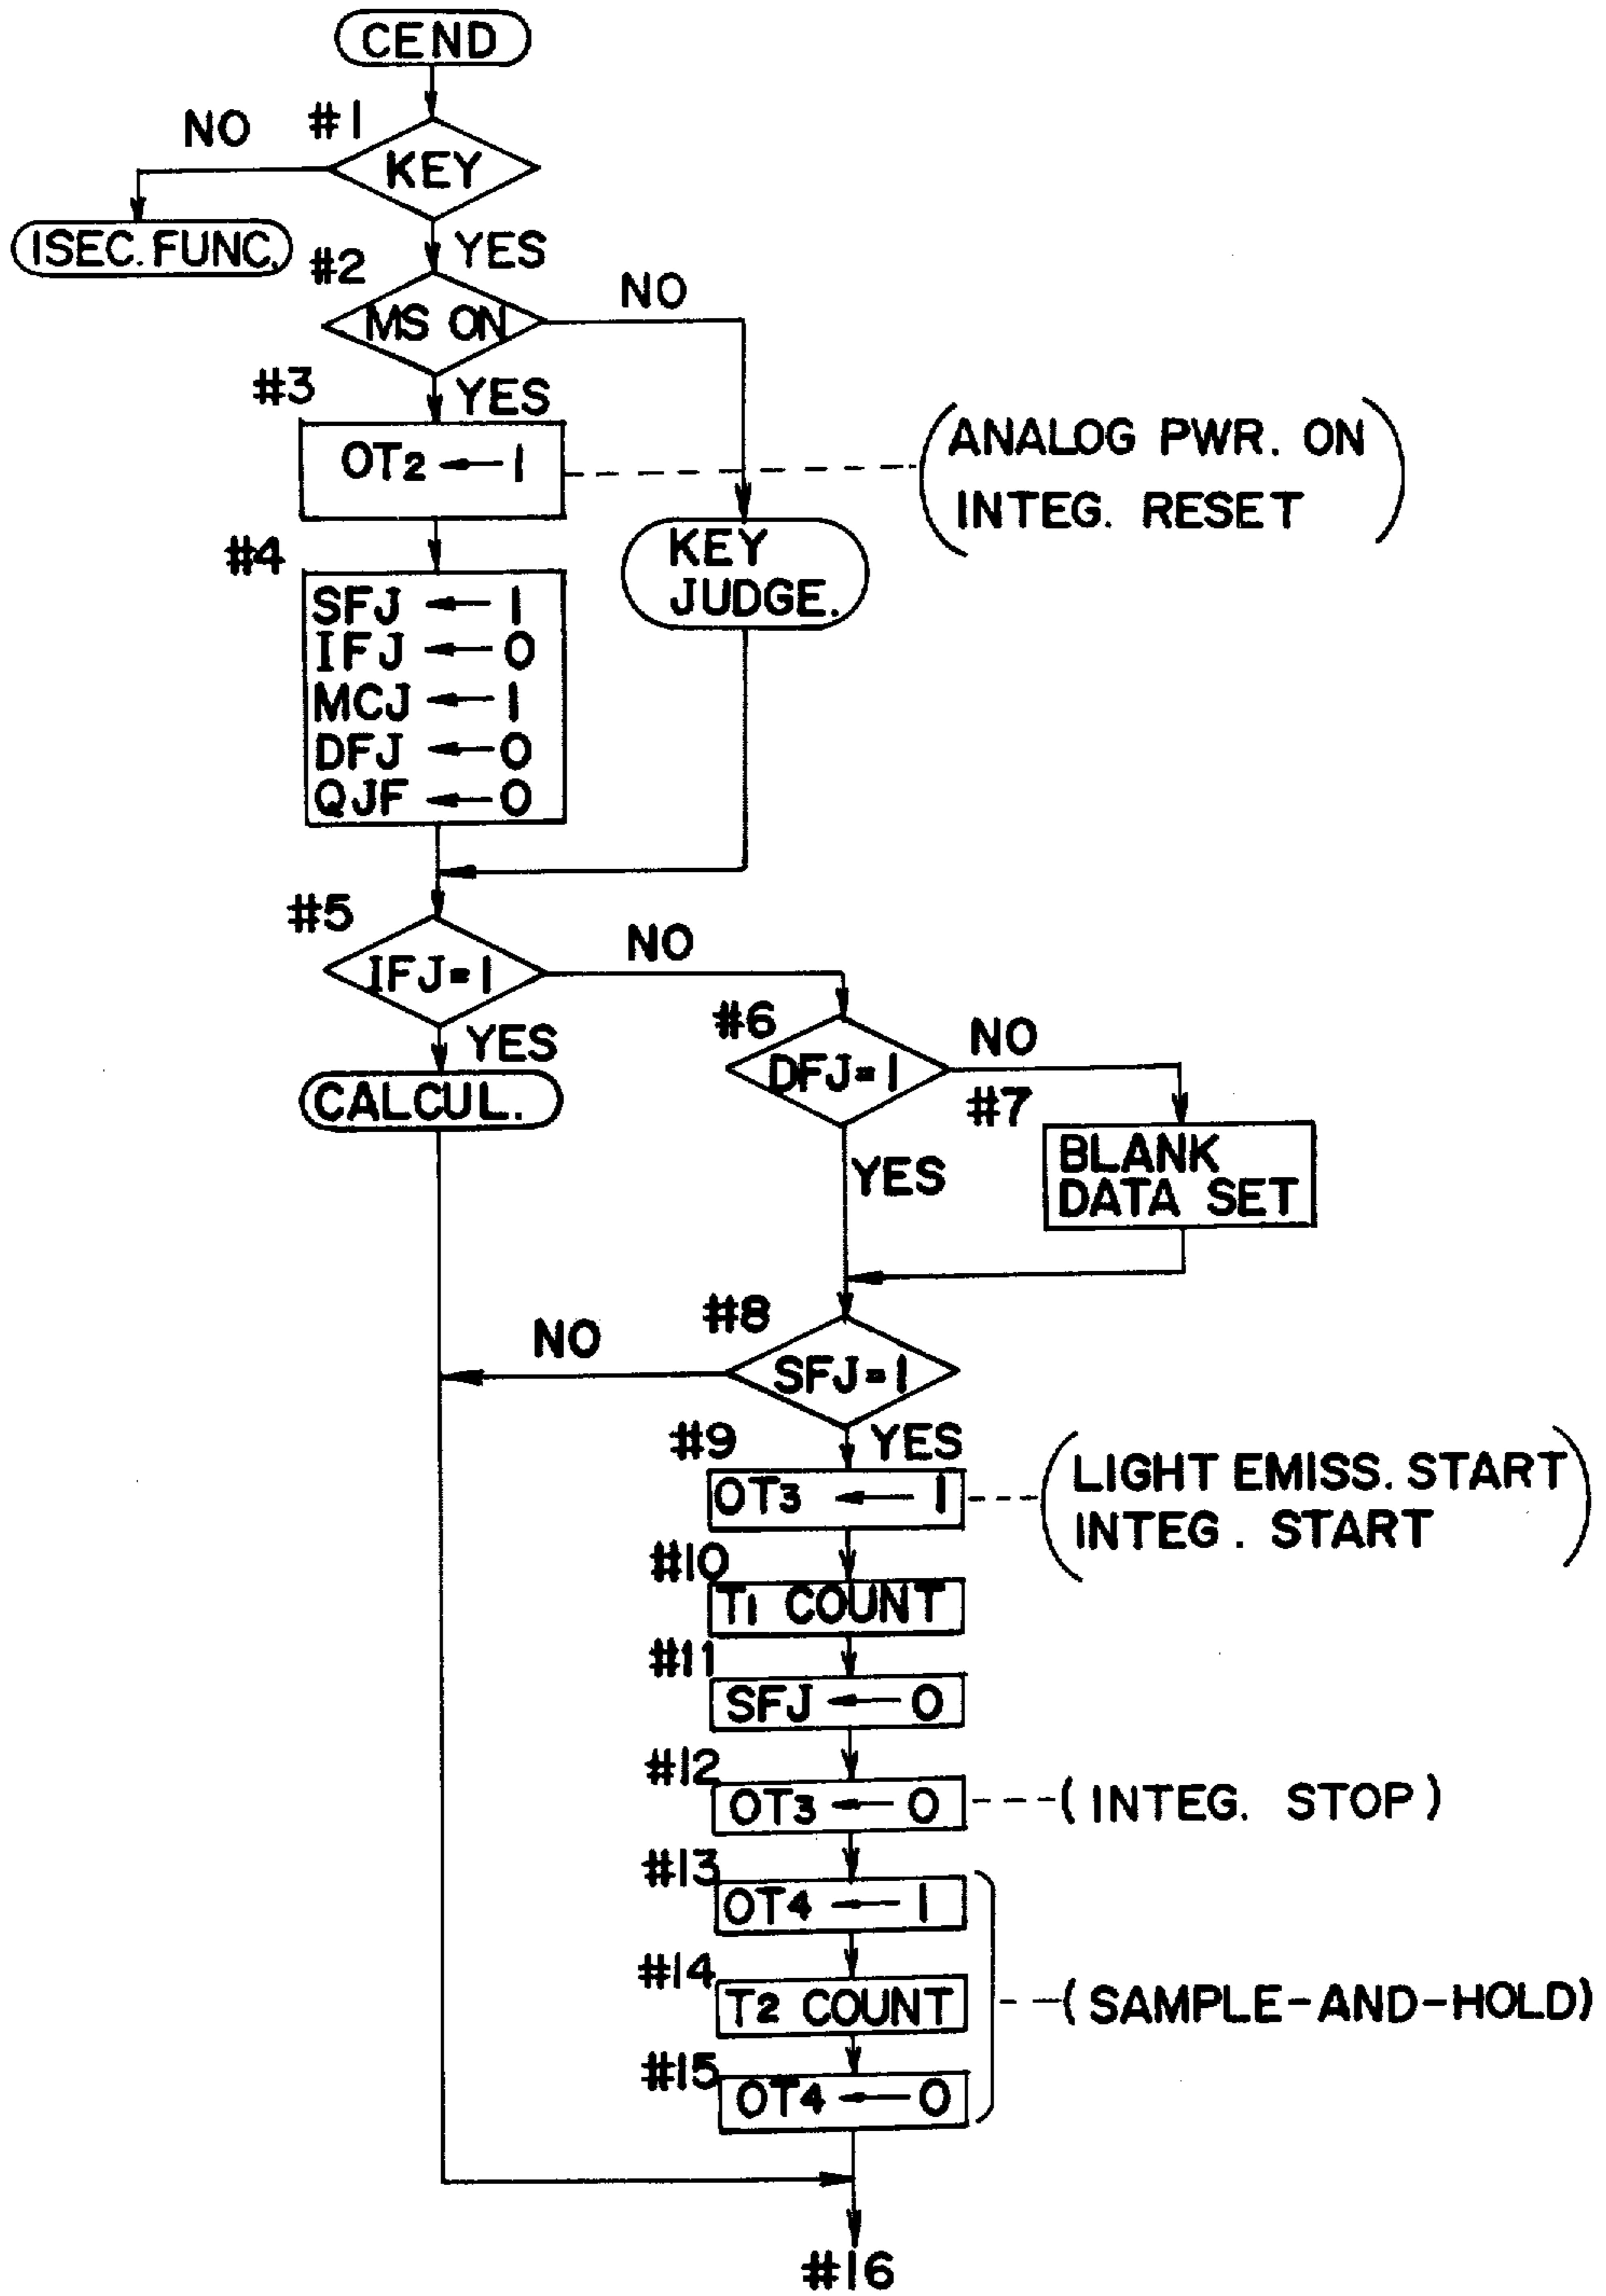 CEND
NO
#1
KEY
1SEC. FUNC.
YES
#2
MS ON
NO
#3
YES
OT2 ← 1
ANALOG PWR. ON
INTEG. RESET
#4
KEY
JUDGE.
SFJ ← 1
IFJ ← 0
MCJ ← 1
DFJ ← 0
QJF ← 0
#5
IFJ=1
NO
YES
CALCUL.
#6
DFJ=1
NO
#7
YES
BLANK
DATA SET
#8
NO
SFJ=1
YES
#9
OT3 ← 1
(LIGHT EMISS. START
INTEG. START)
#10
T1 COUNT
#11
SFJ ← 0
#12
OT3 ← 0
(INTEG. STOP)
#13
OT4 ← 1
#14
T2 COUNT
(SAMPLE-AND-HOLD)
#15
OT4 ← 0
#16